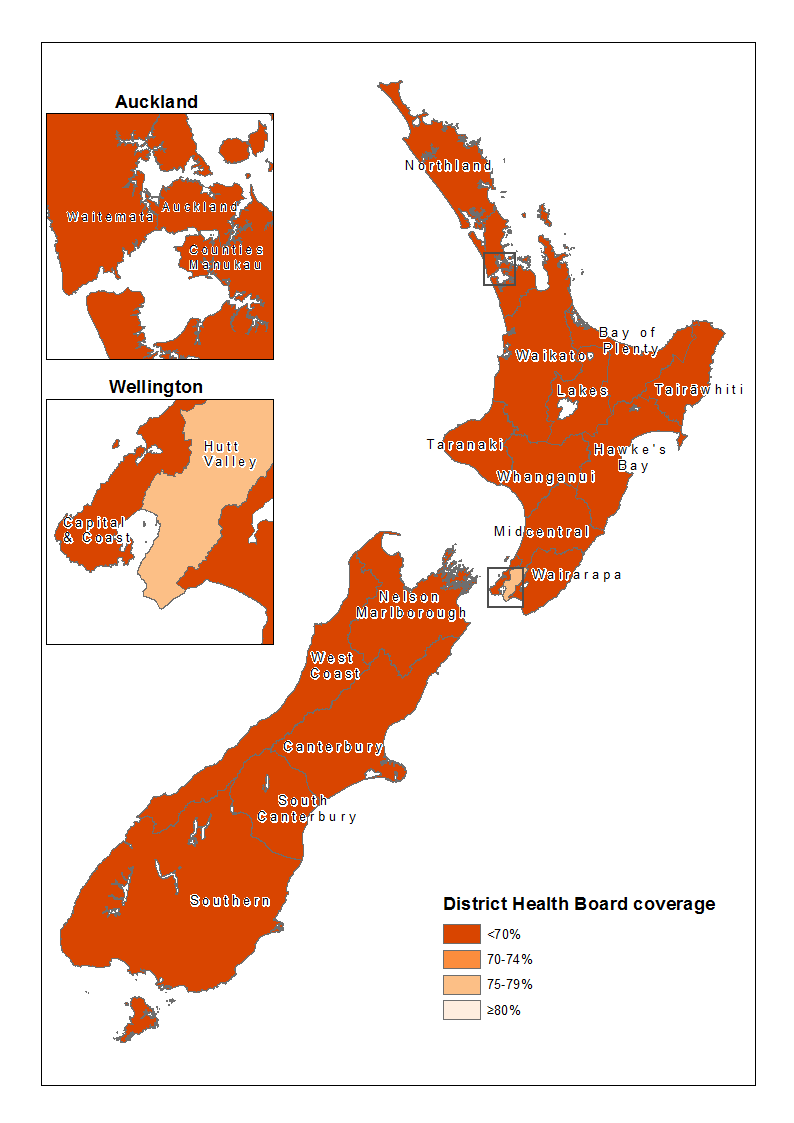 Auckland
Waitemata
Auckland
Counties
Manukau
Wellington
Hutt
Valley
Capital
& Coast
Northland
Bay of
Plenty
Waikato
Lakes
Tairāwhiti
Taranaki
Hawke's
Bay
Whanganui
Midcentral
Wairarapa
Nelson
Marlborough
West
Coast
Canterbury
South
Canterbury
Southern
District Health Board coverage
<70%
70-74%
75-79%
≥80%